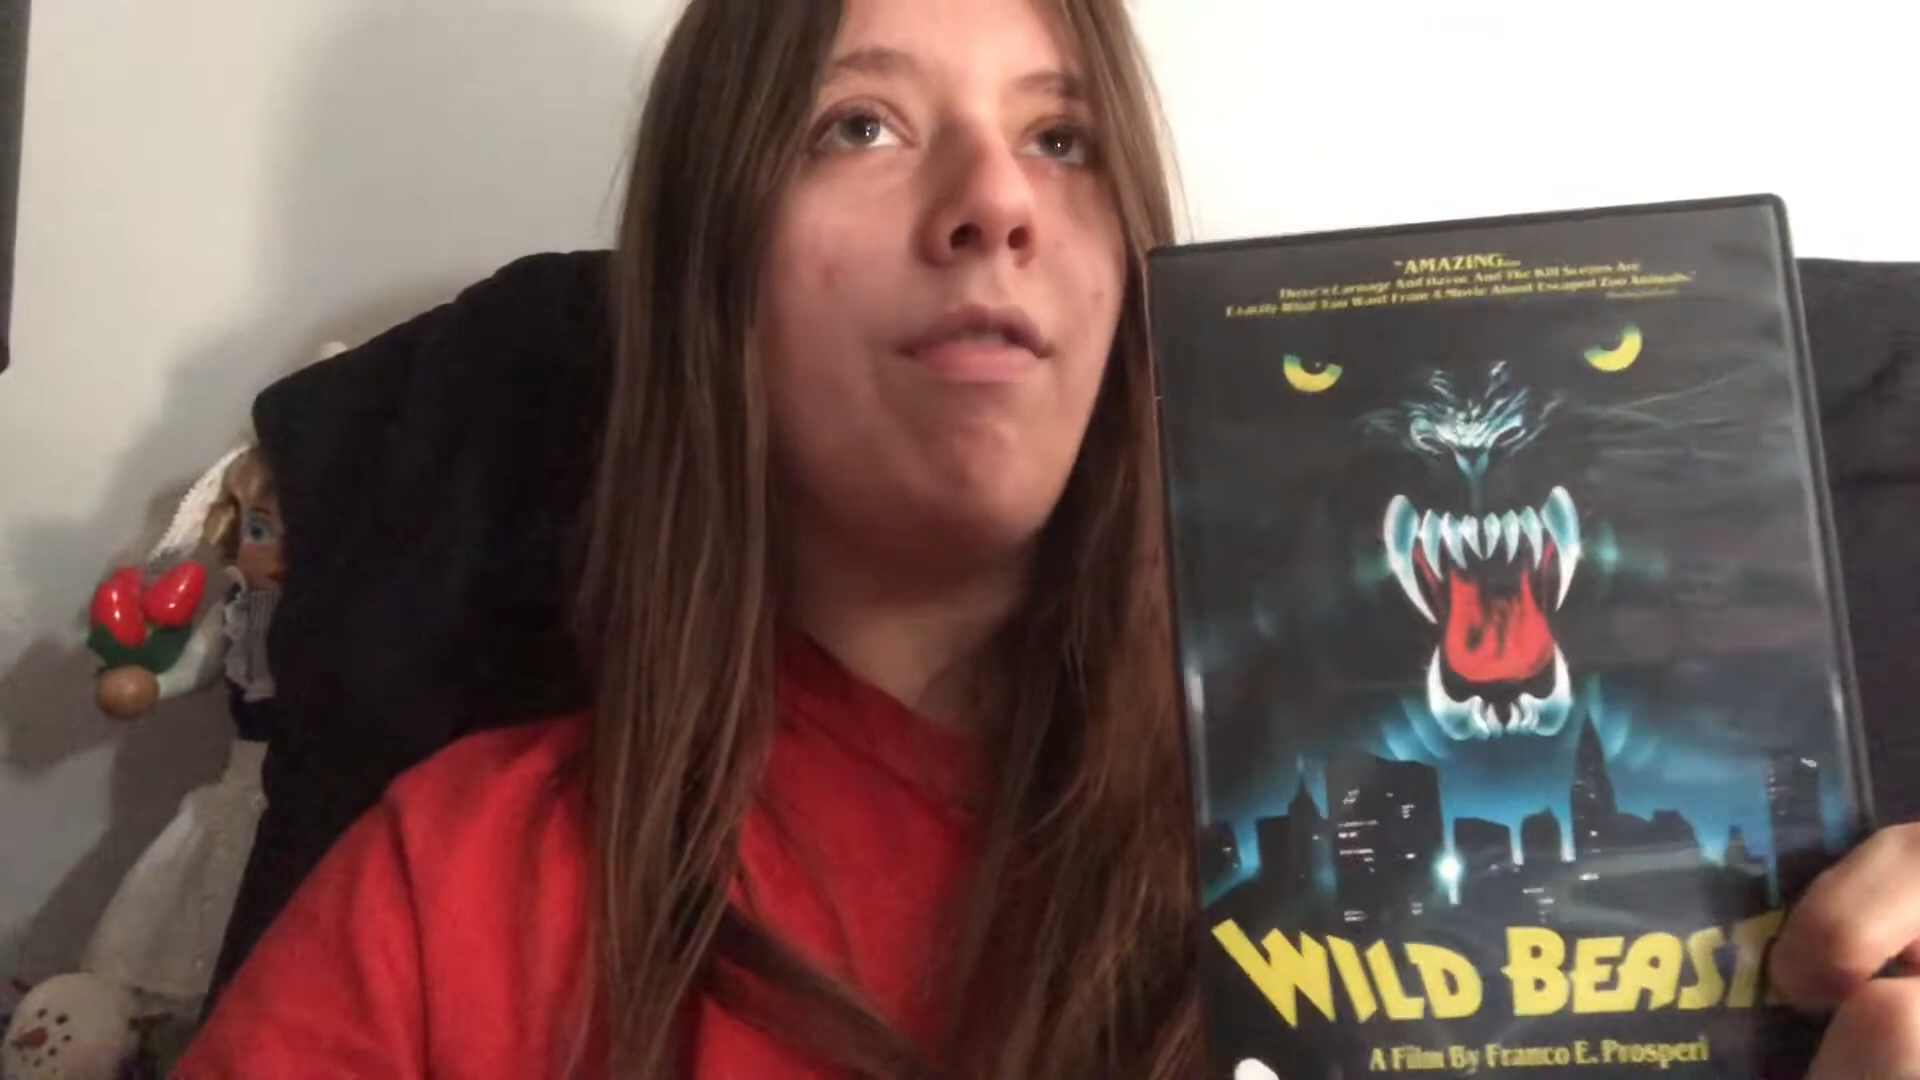 "AMAZING...
There's Carnage And Havoc And The Kill Scenes Are
Exactly What You Want From A Movie About Escaped Zoo Animals."
WILD BEAST
A Film By Franco E. Prosperi